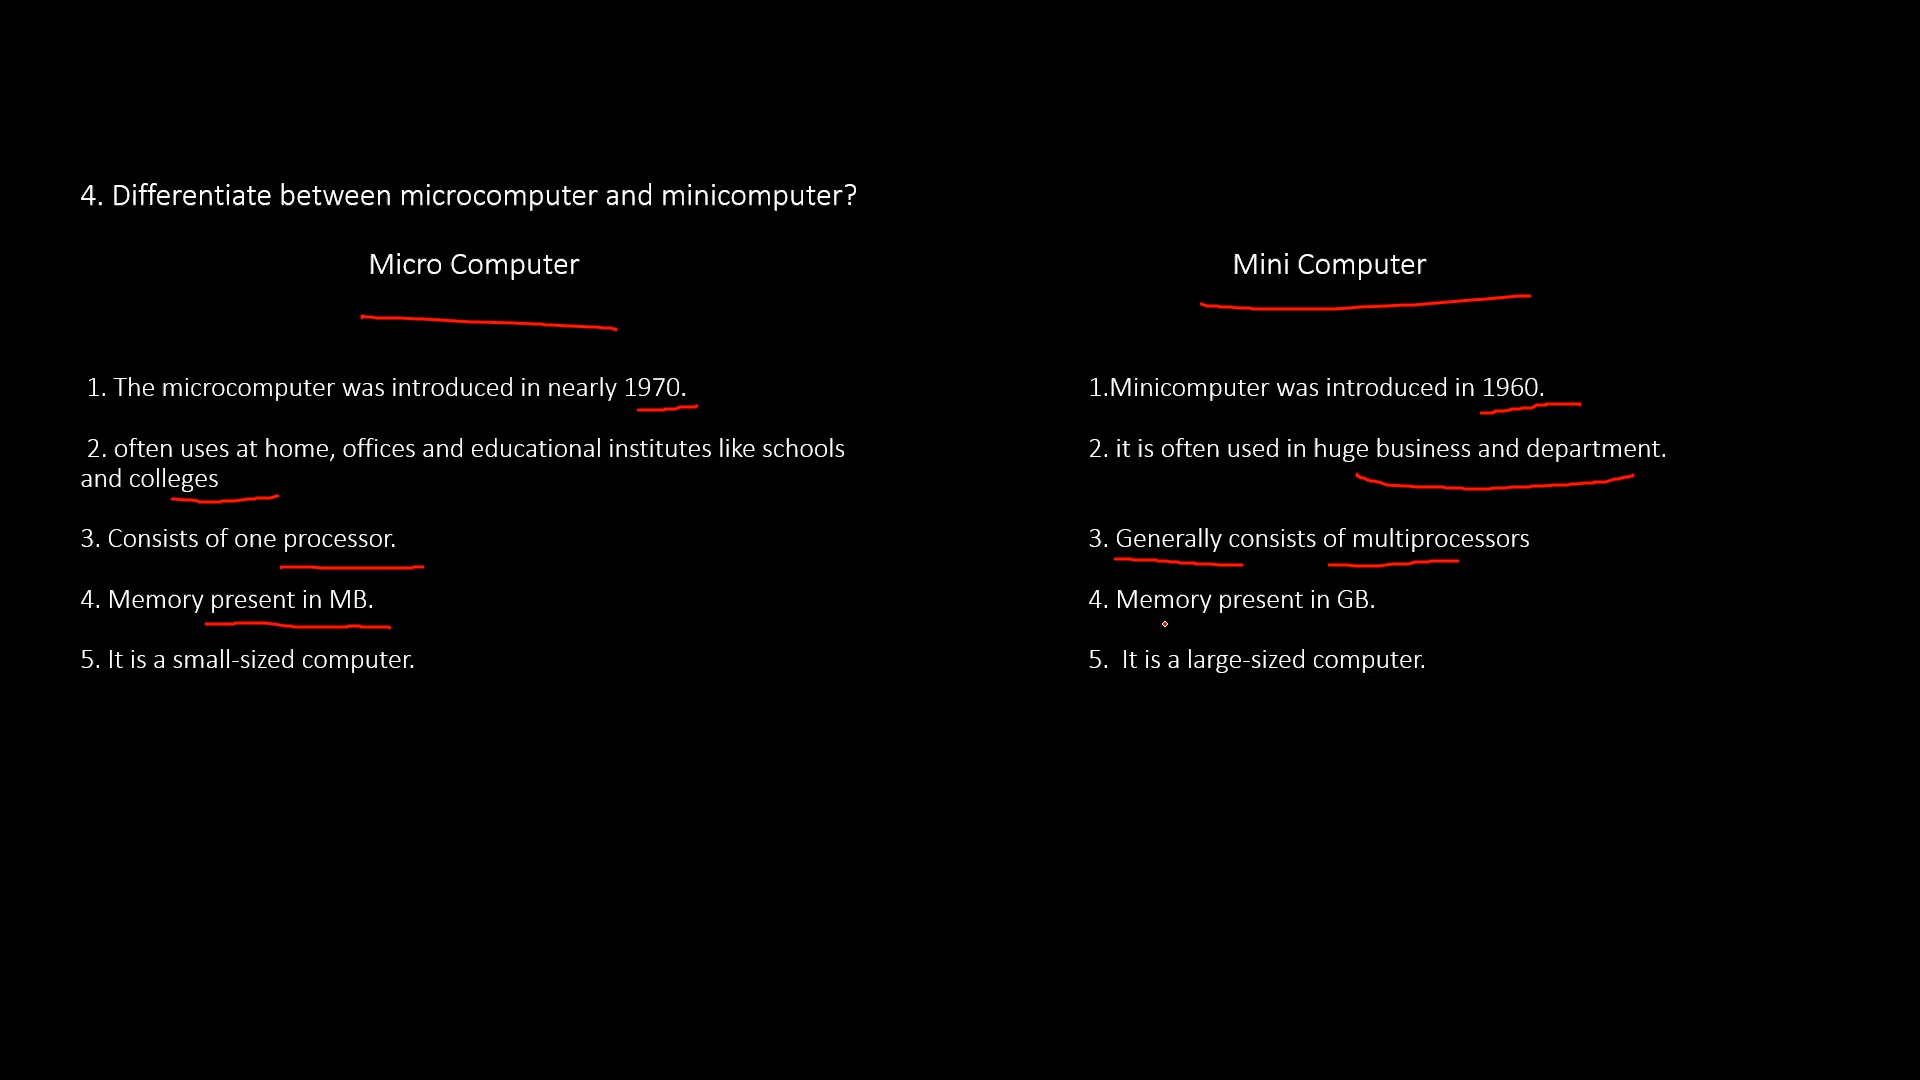 4. Differentiate between microcomputer and minicomputer?
Micro Computer
1. The microcomputer was introduced in nearly 1970.
2. often uses at home, offices and educational institutes like schools
and colleges
3. Consists of one processor.
4. Memory present in MB.
5. It is a small-sized computer.
Mini Computer
1.Minicomputer was introduced in 1960.
2. it is often used in huge business and department.
3. Generally consists of multiprocessors
4. Memory present in GB.
5.  It is a large-sized computer.